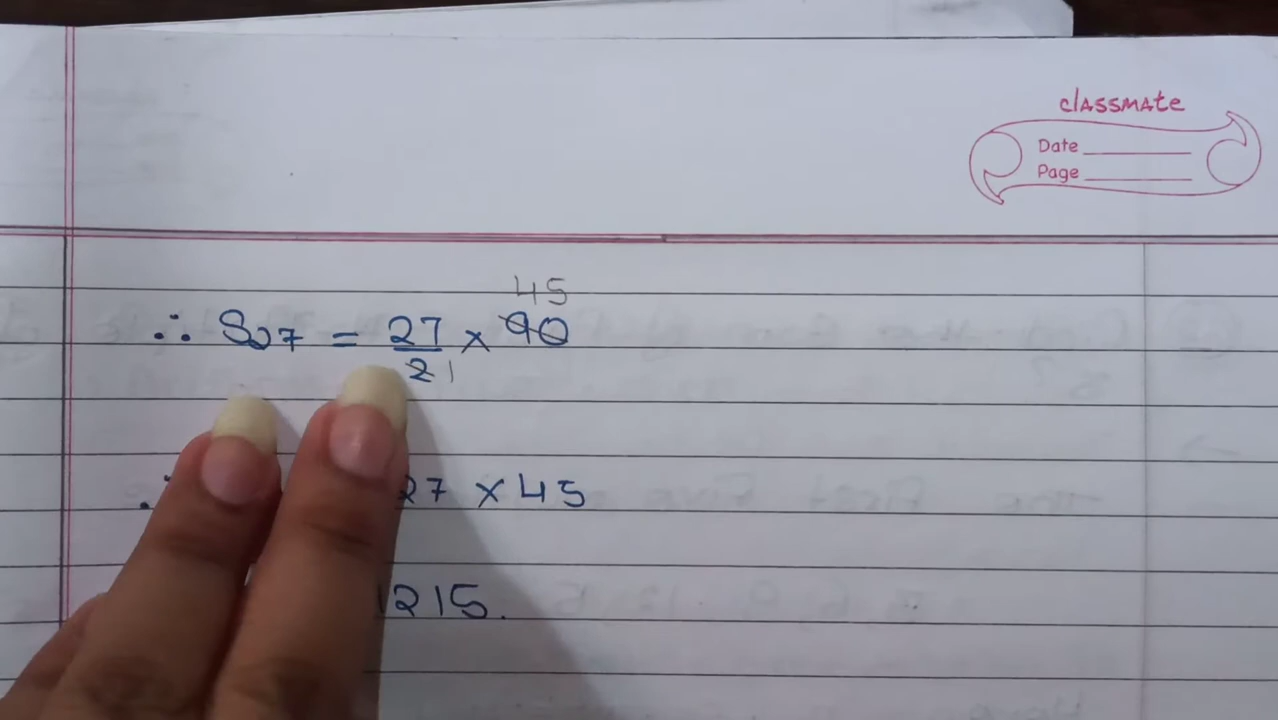 classmate
Date
Page
45
∴ S27 = 27/2 1 × 90
27 × 45
1215.